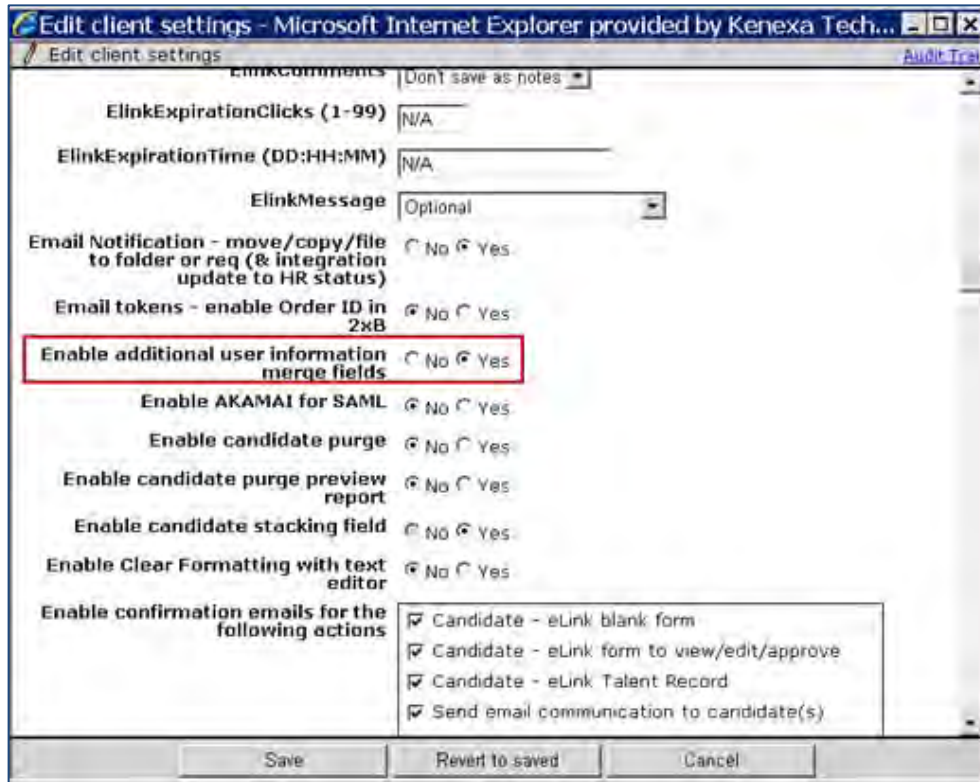 Edit client settings - Microsoft Internet Explorer provided by Kenexa Tech...
Edit client settings
Audit Trai
ElinkComments Don't save as notes
ElinkExpirationClicks (1-99) N/A
ElinkExpirationTime (DD:HH:MM) N/A
ElinkMessage Optional
Email Notification - move/copy/file No Yes
to folder or req (& integration
update to HR status)
Email tokens - enable Order ID in No Yes
2xB
Enable additional user information No Yes
merge fields
Enable AKAMAI for SAML No Yes
Enable candidate purge No Yes
Enable candidate purge preview No Yes
report
Enable candidate stacking field No Yes
Enable Clear Formatting with text No Yes
editor
Enable confirmation emails for the
following actions
Candidate - eLink blank form
Candidate - eLink form to view/edit/approve
Candidate - eLink Talent Record
Send email communication to candidate(s)
Save Revert to saved Cancel